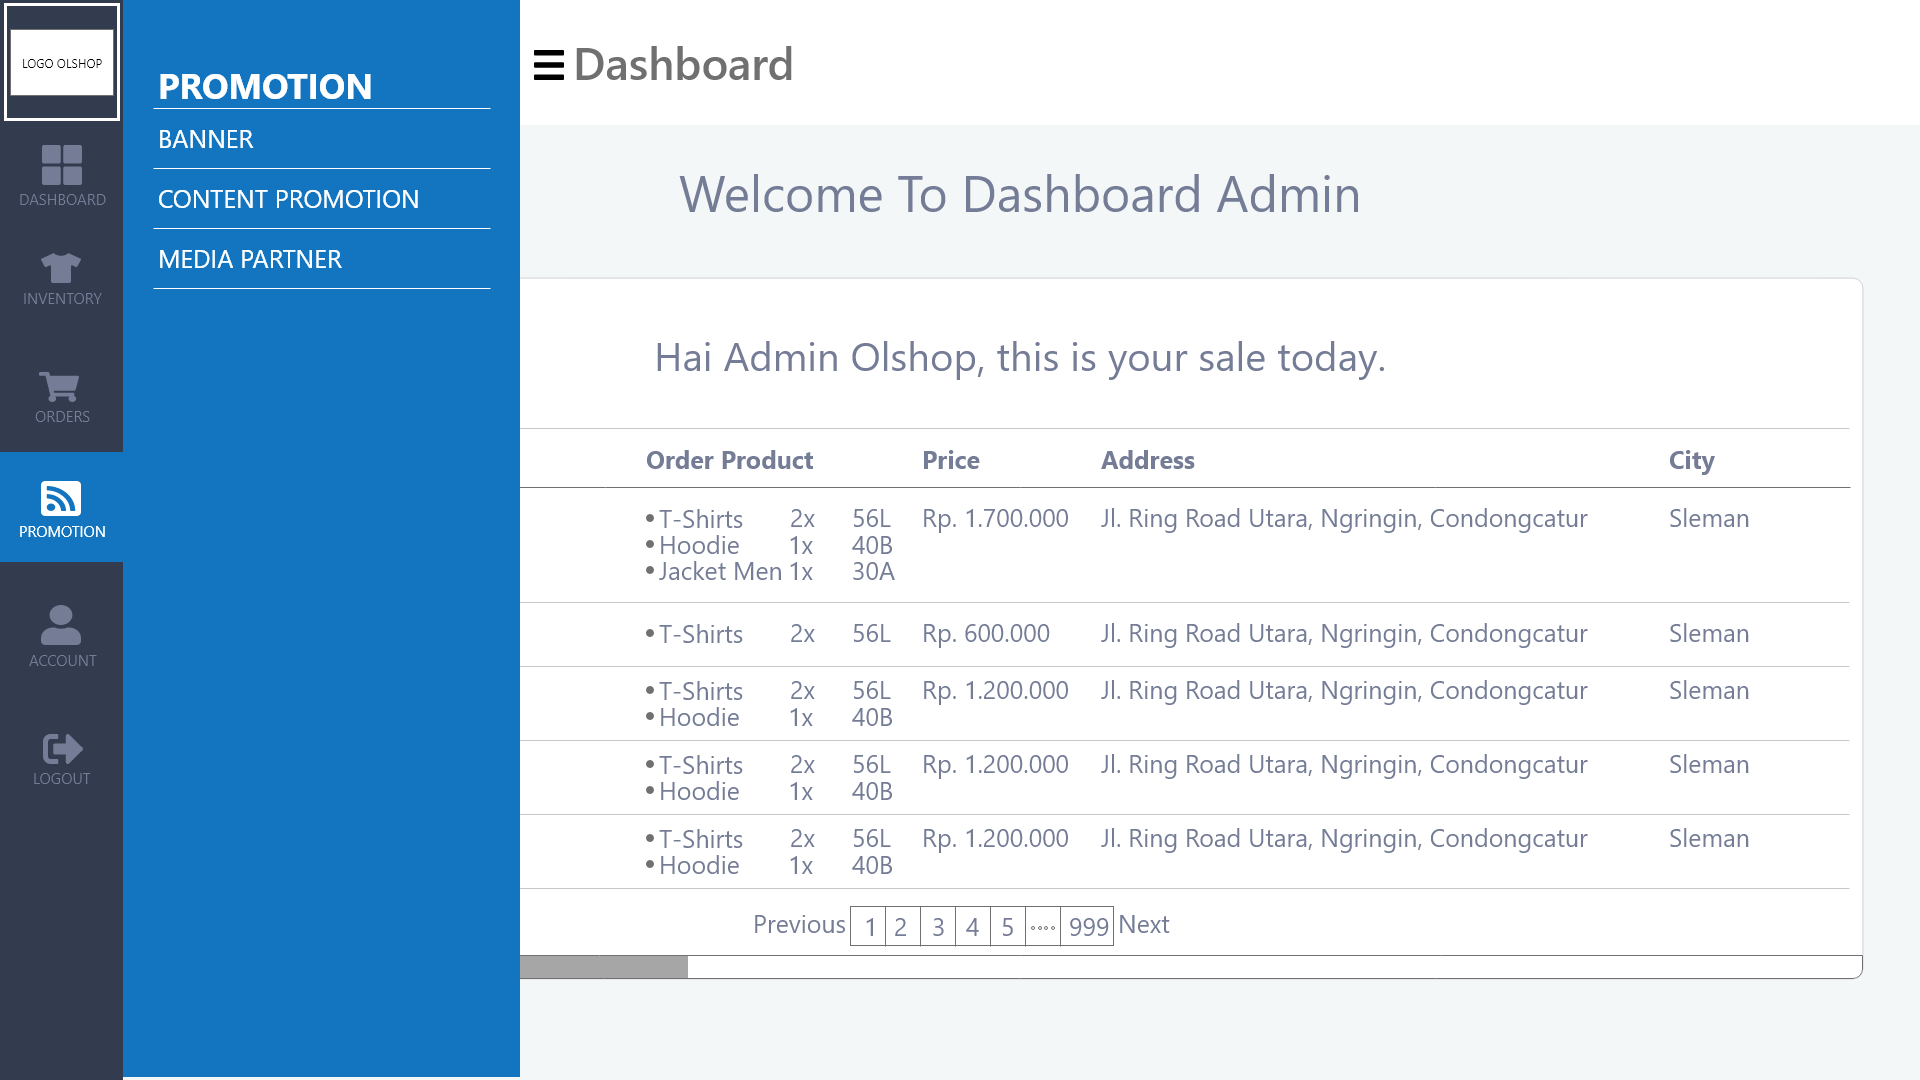 LOGO OLSHOP
DASHBOARD
INVENTORY
ORDERS
PROMOTION
ACCOUNT
LOGOUT
PROMOTION
BANNER
CONTENT PROMOTION
MEDIA PARTNER
Dashboard
Welcome To Dashboard Admin
Hai Admin Olshop, this is your sale today.
Order Product Price Address City
• T-Shirts 2x 56L Rp. 1.700.000 Jl. Ring Road Utara, Ngringin, Condongcatur Sleman
• Hoodie 1x 40B
• Jacket Men 1x 30A
• T-Shirts 2x 56L Rp. 600.000 Jl. Ring Road Utara, Ngringin, Condongcatur Sleman
• T-Shirts 2x 56L Rp. 1.200.000 Jl. Ring Road Utara, Ngringin, Condongcatur Sleman
• Hoodie 1x 40B
• T-Shirts 2x 56L Rp. 1.200.000 Jl. Ring Road Utara, Ngringin, Condongcatur Sleman
• Hoodie 1x 40B
• T-Shirts 2x 56L Rp. 1.200.000 Jl. Ring Road Utara, Ngringin, Condongcatur Sleman
• Hoodie 1x 40B
Previous 1 2 3 4 5 .... 999 Next